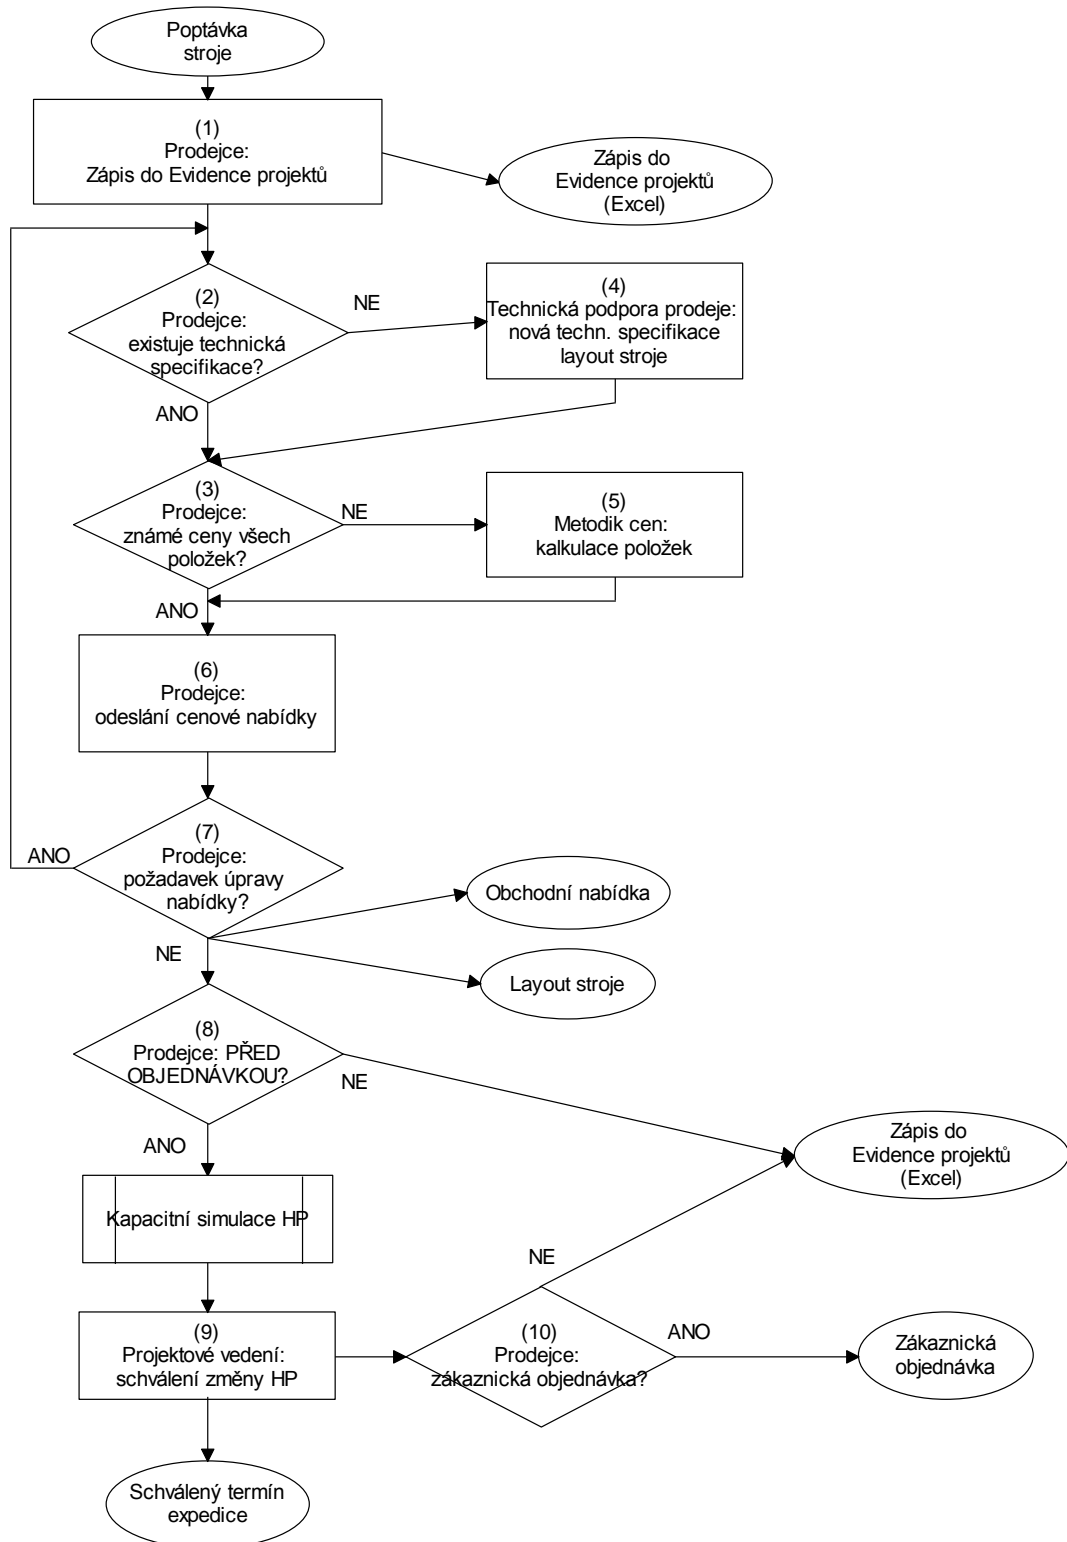 Poptávka
stroje
(1)
Prodejce:
Zápis do Evidence projektů
Zápis do
Evidence projektů
(Excel)
(2)
Prodejce:
existuje technická
specifikace?
NE
(4)
Technická podpora prodeje:
nová techn. specifikace
layout stroje
ANO
(3)
Prodejce:
známé ceny všech
položek?
NE
(5)
Metodik cen:
kalkulace položek
ANO
(6)
Prodejce:
odeslání cenové nabídky
(7)
Prodejce:
požadavek úpravy
nabídky?
ANO
NE
Obchodní nabídka
Layout stroje
(8)
Prodejce: PŘED
OBJEDNÁVKOU?
NE
ANO
Zápis do
Evidence projektů
(Excel)
Kapacitní simulace HP
NE
(9)
Projektové vedení:
schválení změny HP
(10)
Prodejce:
zákaznická objednávka?
ANO
Zákaznická
objednávka
Schválený termín
expedice